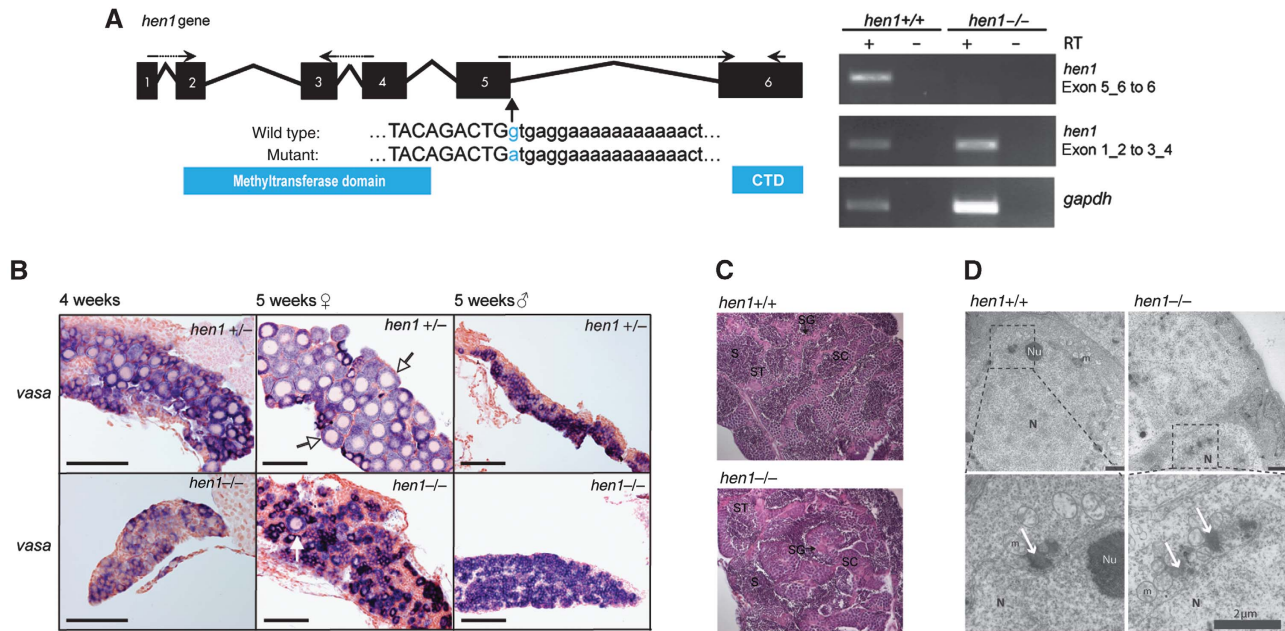 A
hen1 gene
1 2 3 4 5 6
Wild type: …TACAGACTGgtgaggaaaaaaaaaaact…
Mutant: …TACAGACTGatgaggaaaaaaaaaaact…
Methyltransferase domain
CTD
hen1+/+ hen1–/–
+ – + – RT
hen1
Exon 5_6 to 6
hen1
Exon 1_2 to 3_4
gapdh
B
4 weeks 5 weeks ♀ 5 weeks ♂
vasa
hen1 +/– hen1 +/– hen1 +/–
vasa
hen1–/– hen1–/– hen1–/–
C
hen1+/+
SG
S SC
ST
hen1–/–
ST
SG
SC
S
D
hen1+/+ hen1–/–
Nu
m
N
N
m
Nu
N
m
N
2μm